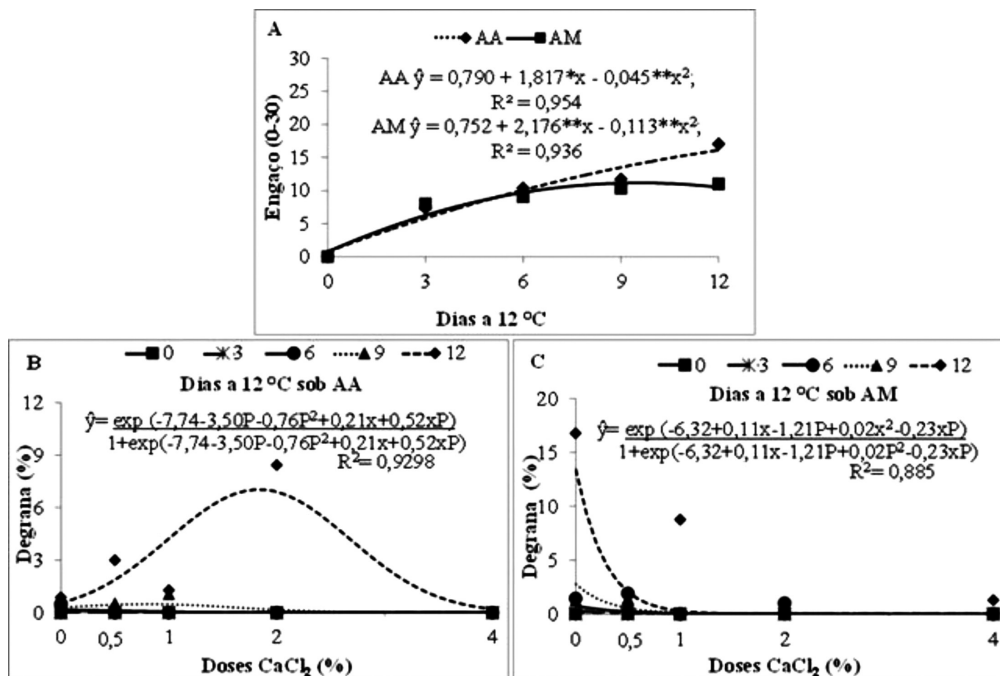 A
AA AM
30
25
20
15
10
5
0
Engaço (0-30)
AA ŷ = 0,790 + 1,817*x - 0,045**x²;
R² = 0,954
AM ŷ = 0,752 + 2,176**x - 0,113**x²;
R² = 0,936
0 3 6 9 12
Dias a 12 °C
B
0 3 6 9 12
Dias a 12 °C sob AA
ŷ= exp (-7,74-3,50P-0,76P²+0,21x+0,52xP)
1+exp(-7,74-3,50P-0,76P²+0,21x+0,52xP)
R²= 0,9298
12
9
6
3
0
Degrana (%)
0 0,5 1 2 4
Doses CaCl₂ (%)
C
0 3 6 9 12
Dias a 12 °C sob AM
ŷ= exp (-6,32+0,11x-1,21P+0,02x²-0,23xP)
1+exp(-6,32+0,11x-1,21P+0,02P²-0,23xP)
R²= 0,885
20
15
10
5
0
Degrana (%)
0 0,5 1 2 4
Doses CaCl₂ (%)